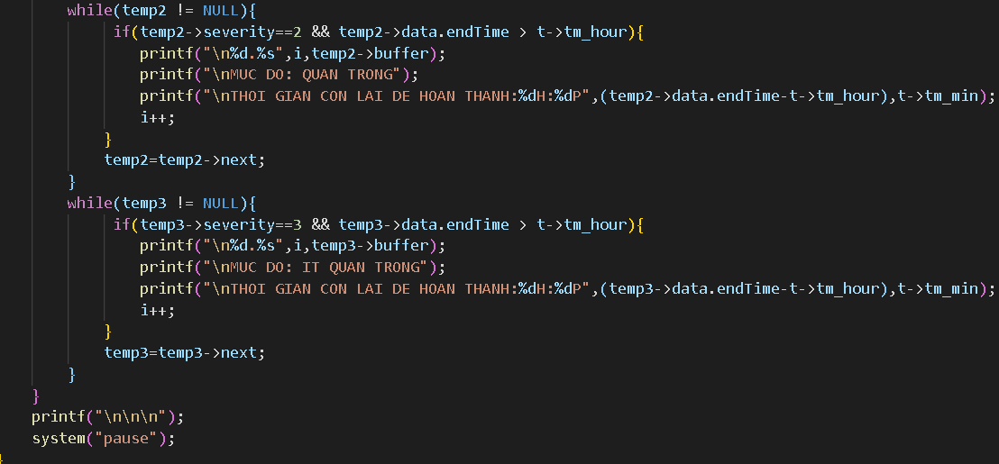 while(temp2 != NULL){
if(temp2->severity==2 && temp2->data.endTime > t->tm_hour){
printf("\n%d.%s",i,temp2->buffer);
printf("\nMUC DO: QUAN TRONG");
printf("\nTHOI GIAN CON LAI DE HOAN THANH:%dH:%dP",(temp2->data.endTime-t->tm_hour),t->tm_min);
i++;
}
temp2=temp2->next;
}
while(temp3 != NULL){
if(temp3->severity==3 && temp3->data.endTime > t->tm_hour){
printf("\n%d.%s",i,temp3->buffer);
printf("\nMUC DO: IT QUAN TRONG");
printf("\nTHOI GIAN CON LAI DE HOAN THANH:%dH:%dP",(temp3->data.endTime-t->tm_hour),t->tm_min);
i++;
}
temp3=temp3->next;
}
}
printf("\n\n\n");
system("pause");
}